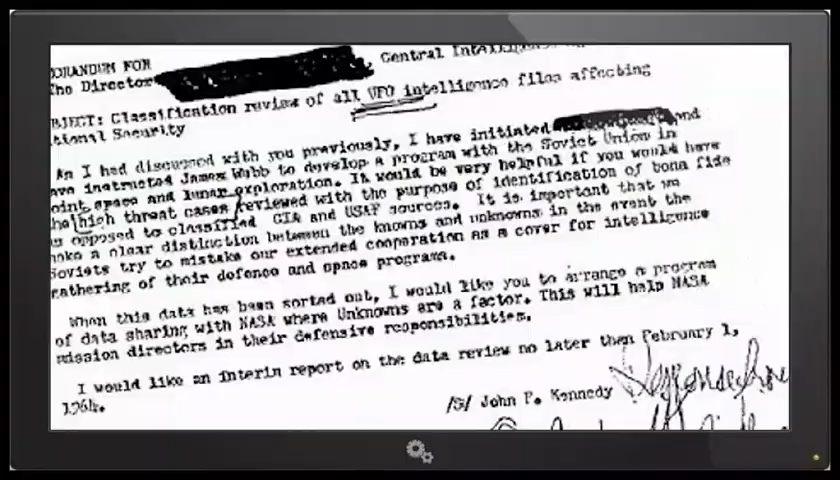 ORANDUM FOR
he Director Central Intelligence
BJECT: Classification review of all UFO intelligence files affecting
tional Security
As I had discussed with you previously, I have initiated and
ave instructed James Webb to develop a program with the Soviet Union in
oint space and lunar exploration. It would be very helpful if you would have
he high threat cases reviewed with the purpose of identification of bona fide
s opposed to classified CIA and USAF sources. It is important that we
ake a clear distinction between the knowns and unknowns in the event the
Soviets try to mistake our extended cooperation as a cover for intelligence
gathering of their defence and space programs.
When this data has been sorted out, I would like you to arrange a program
of data sharing with NASA where Unknowns are a factor. This will help NASA
mission directors in their defensive responsibilities.
I would like an interim report on the data review no later than February 1,
1964.
/S/ John F. Kennedy